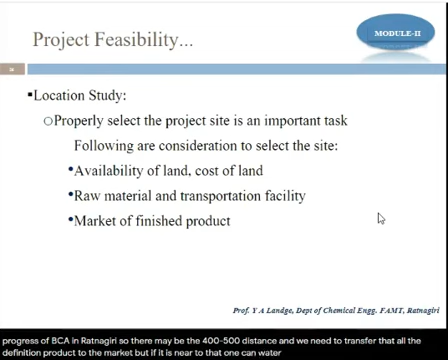 Project Feasibility...
MODULE-II
▪Location Study:
○Properly select the project site is an important task
Following are consideration to select the site:
•Availability of land, cost of land
•Raw material and transportation facility
•Market of finished product
Prof. Y A Landge, Dept of Chemical Engg. FAMT, Ratnagiri
progress of BCA in Ratnagiri so there may be the 400-500 distance and we need to transfer that all the
definition product to the market but if it is near to that one can water